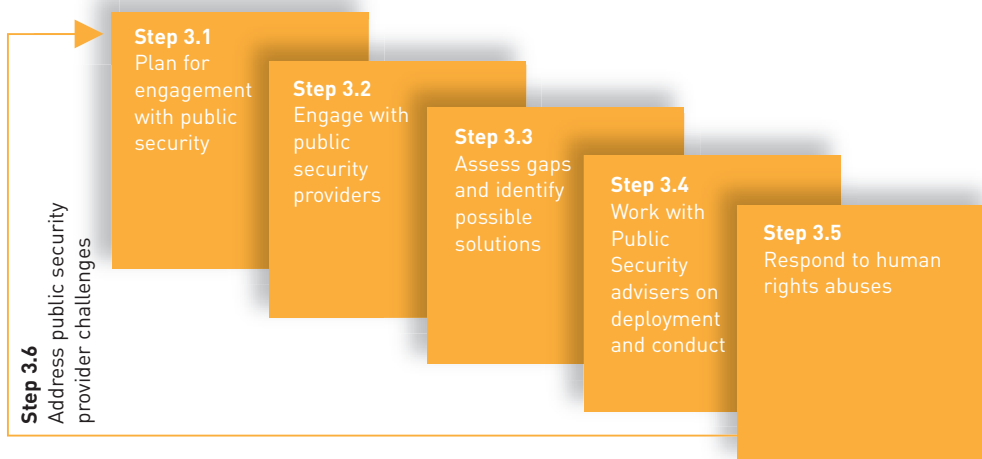 Step 3.1
Plan for
engagement
with public
security
Step 3.2
Engage with
public
security
providers
Step 3.3
Assess gaps
and identify
possible
solutions
Step 3.4
Work with
Public
Security
advisers on
deployment
and conduct
Step 3.5
Respond to human
rights abuses
Step 3.6
Address public security
provider challenges